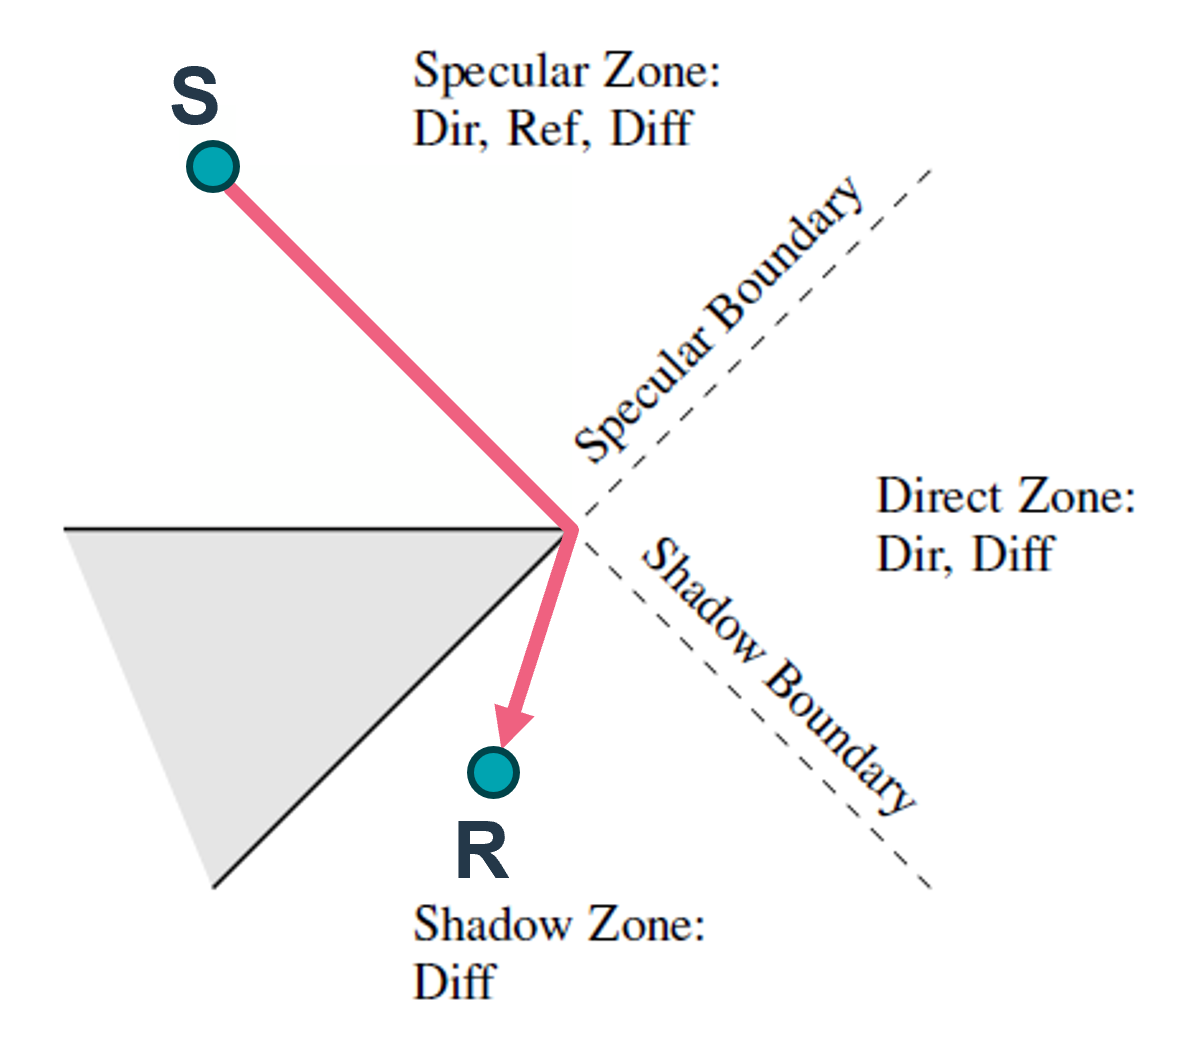 S
Specular Zone:
Dir, Ref, Diff
Specular Boundary
Direct Zone:
Dir, Diff
Shadow Boundary
R
Shadow Zone:
Diff